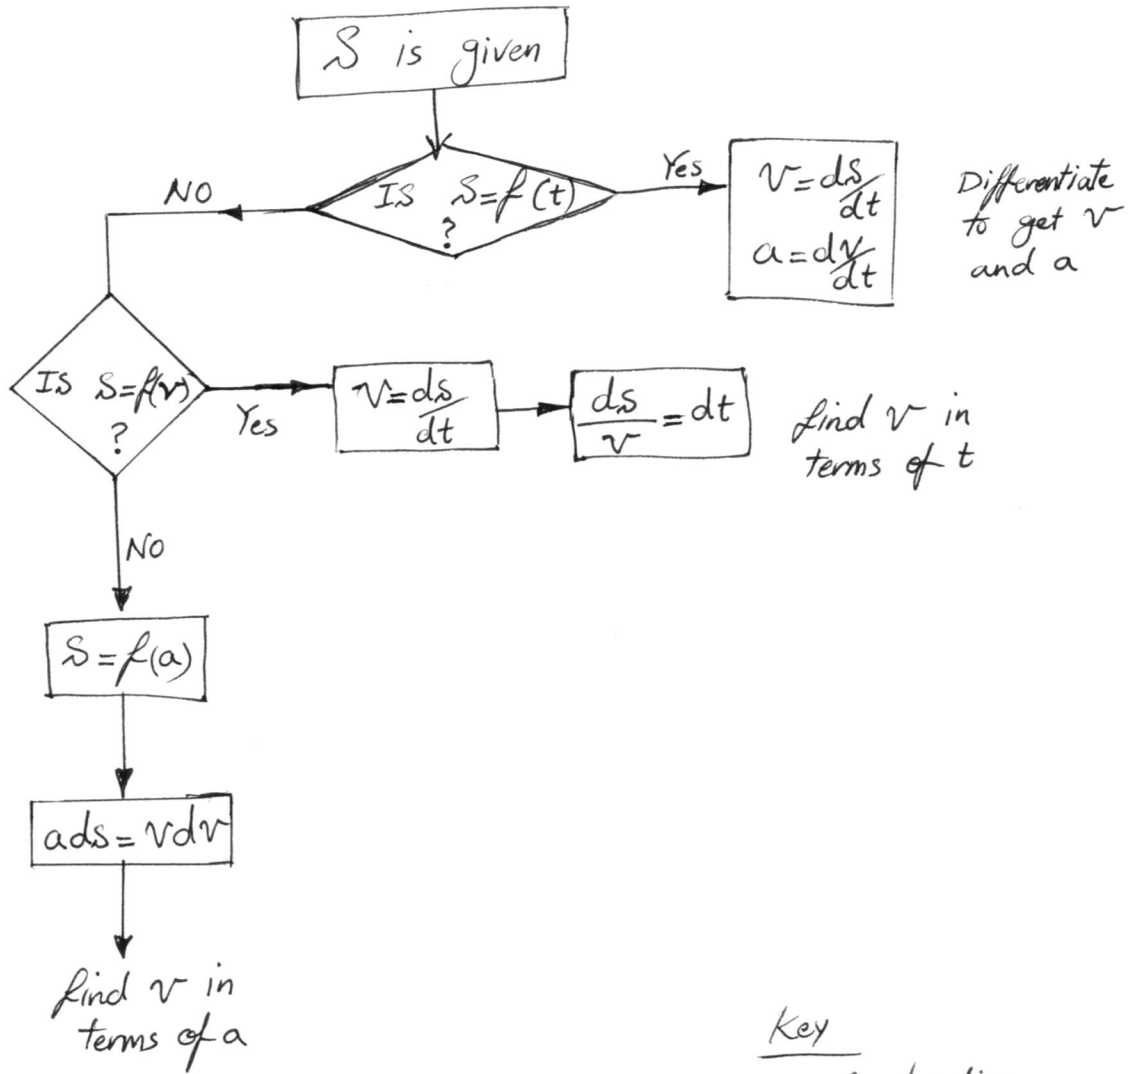 S is given
Yes
NO
Is S=f(t)
?
v=ds/dt
a=dv/dt
Differentiate
to get v
and a
Is S=f(v)
?
Yes
v=ds/dt
ds/v=dt
find v in
terms of t
NO
S=f(a)
ads=vdv
find v in
terms of a
Key